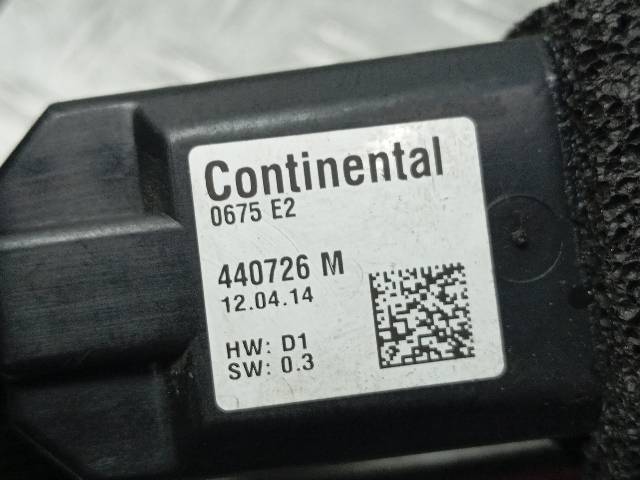 Continental
0675 E2
440726 M
12.04.14
HW: D1
SW: 0.3